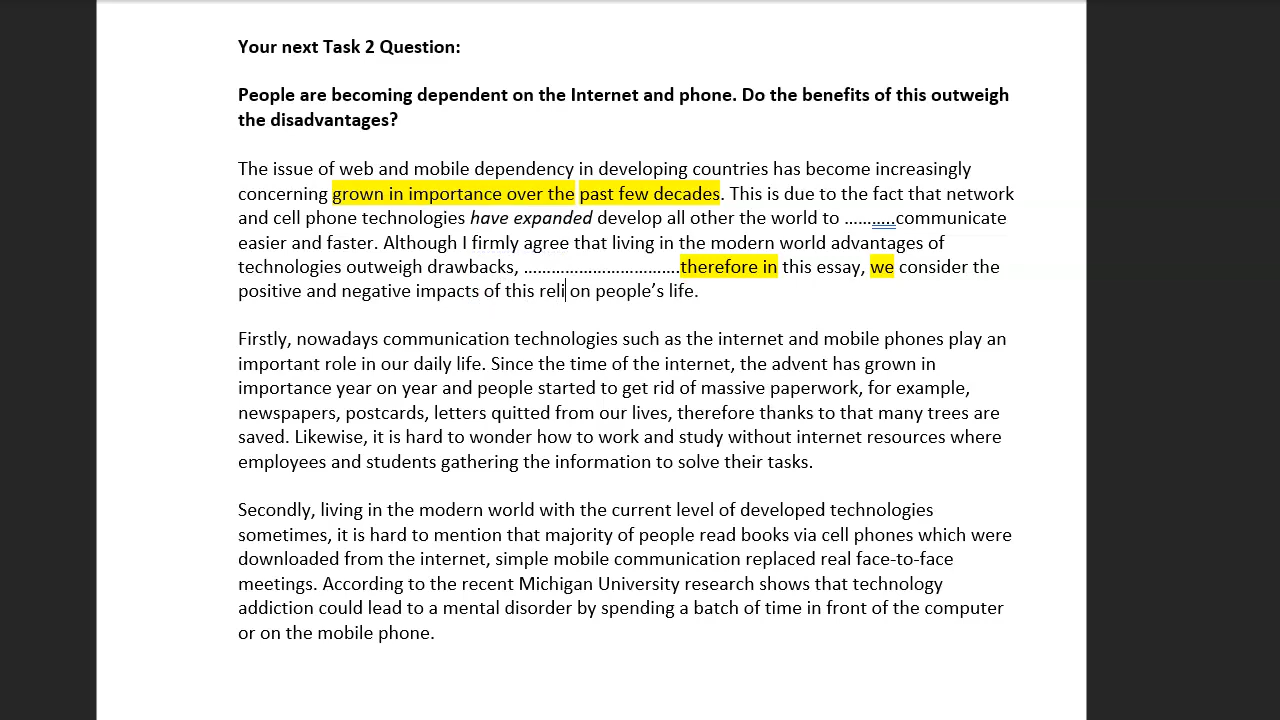 Your next Task 2 Question:
People are becoming dependent on the Internet and phone. Do the benefits of this outweigh
the disadvantages?
The issue of web and mobile dependency in developing countries has become increasingly
concerning grown in importance over the past few decades. This is due to the fact that network
and cell phone technologies have expanded develop all other the world to ...........communicate
easier and faster. Although I firmly agree that living in the modern world advantages of
technologies outweigh drawbacks, ..................................therefore in this essay, we consider the
positive and negative impacts of this reli on people’s life.
Firstly, nowadays communication technologies such as the internet and mobile phones play an
important role in our daily life. Since the time of the internet, the advent has grown in
importance year on year and people started to get rid of massive paperwork, for example,
newspapers, postcards, letters quitted from our lives, therefore thanks to that many trees are
saved. Likewise, it is hard to wonder how to work and study without internet resources where
employees and students gathering the information to solve their tasks.
Secondly, living in the modern world with the current level of developed technologies
sometimes, it is hard to mention that majority of people read books via cell phones which were
downloaded from the internet, simple mobile communication replaced real face-to-face
meetings. According to the recent Michigan University research shows that technology
addiction could lead to a mental disorder by spending a batch of time in front of the computer
or on the mobile phone.